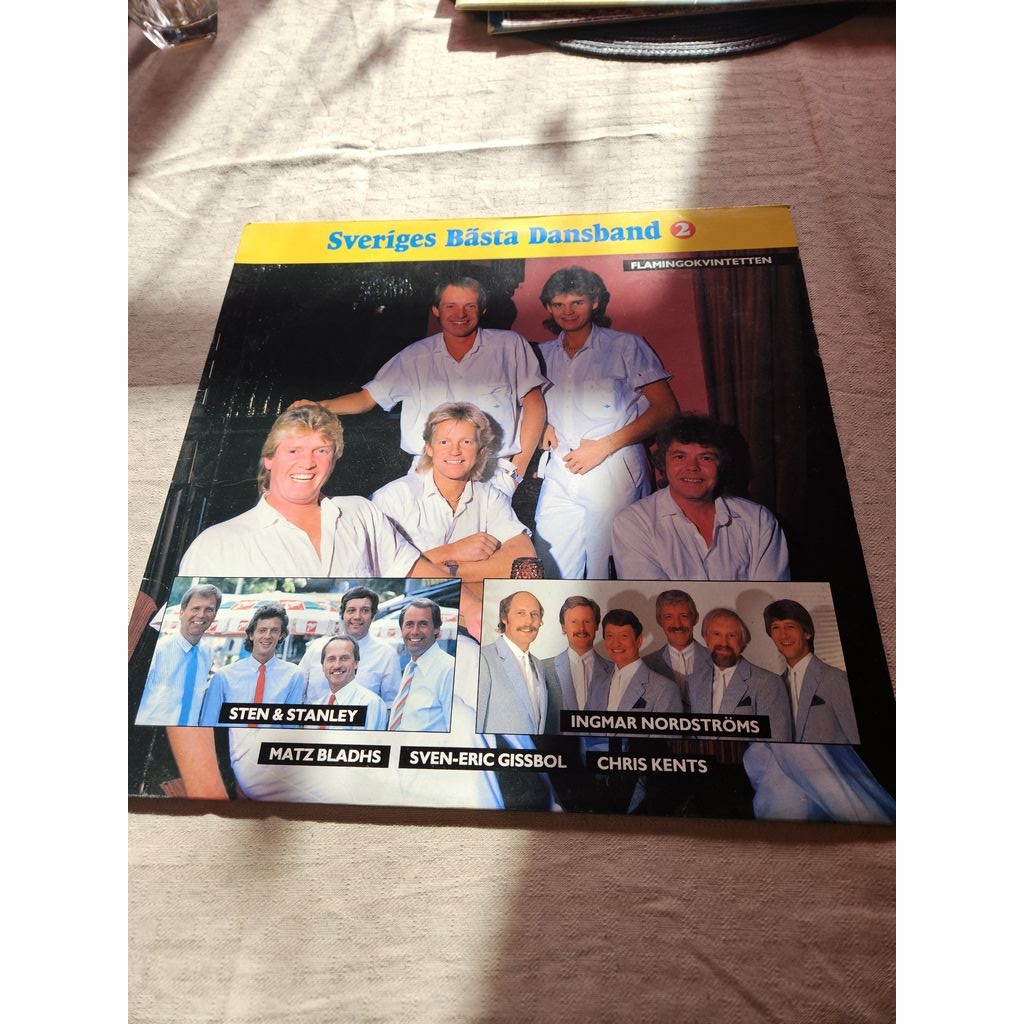 Sveriges Bästa Dansband 2
FLAMINGOKVINTETTEN
STEN & STANLEY
INGMAR NORDSTRÖMS
MATZ BLADHS
SVEN-ERIC GISSBOL
CHRIS KENTS